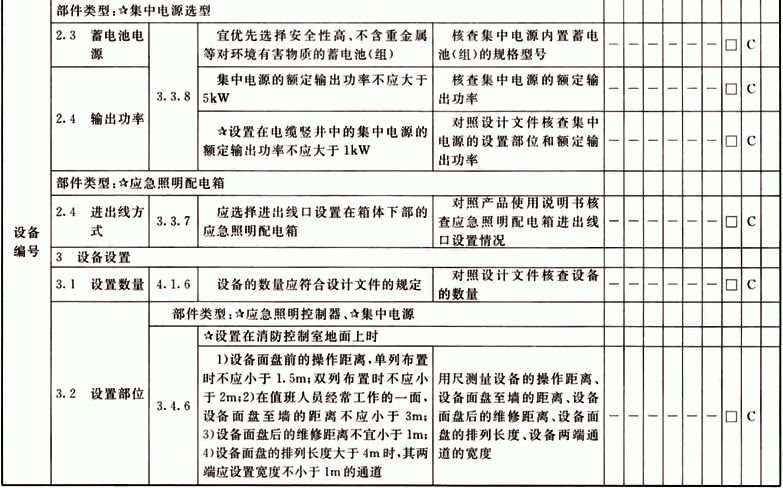 部件类型:☆集中电源选型
2.3 蓄电池电
源
宜优先选择安全性高、不含重金属
等对环境有害物质的蓄电池(组)
核查集中电源内置蓄电
池(组)的规格型号
— — — — — — □ C
2.4 输出功率
3.3.8
集中电源的额定输出功率不应大于
5kW
核查集中电源的额定输
出功率
— — — — — — □ C
☆设置在电缆竖井中的集中电源的
额定输出功率不应大于1kW
对照设计文件核查集中
电源的设置部位和额定输
出功率
— — — — — — □ C
部件类型:☆应急照明配电箱
设备
编号
2.4 进出线方
式
3.3.7
应选择进出线口设置在箱体下部的
应急照明配电箱
对照产品使用说明书核
查应急照明配电箱进出线
口设置情况
— — — — — — □ C
3 设备设置
3.1 设置数量
4.1.6
设备的数量应符合设计文件的规定
对照设计文件核查设备
的数量
— — — — — — □ C
部件类型:☆应急照明控制器、☆集中电源
☆设置在消防控制室地面上时
3.2 设置部位
3.4.6
1)设备面盘前的操作距离,单列布置
时不应小于1.5m;双列布置时不应小
于2m;2)在值班人员经常工作的一面,
设备面盘至墙的距离不应小于3m;
3)设备面盘后的维修距离不宜小于1m;
4)设备面盘的排列长度大于4m时,其两
端应设置宽度不小于1m的通道
用尺测量设备的操作距离、
设备面盘至墙的距离、设备
面盘后的维修距离、设备面
盘的排列长度、设备两端通
道的宽度
— — — — — — □ C